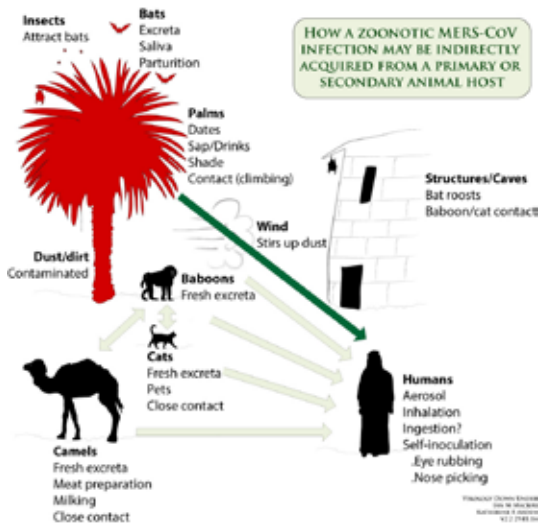 Insects
Attract bats
Bats
Excreta
Saliva
Parturition
HOW A ZOONOTIC MERS-COV
INFECTION MAY BE INDIRECTLY
ACQUIRED FROM A PRIMARY OR
SECONDARY ANIMAL HOST
Palms
Dates
Sap/Drinks
Shade
Contact (climbing)
Structures/Caves
Bat roosts
Baboon/cat contact
Wind
Stirs up dust
Dust/dirt
Contaminated
Baboons
Fresh excreta
Cats
Fresh excreta
Pets
Close contact
Humans
Aerosol
Inhalation
Ingestion?
Self-inoculation
.Eye rubbing
.Nose picking
Camels
Fresh excreta
Meat preparation
Milking
Close contact
VIROLOGY DOWN UNDER